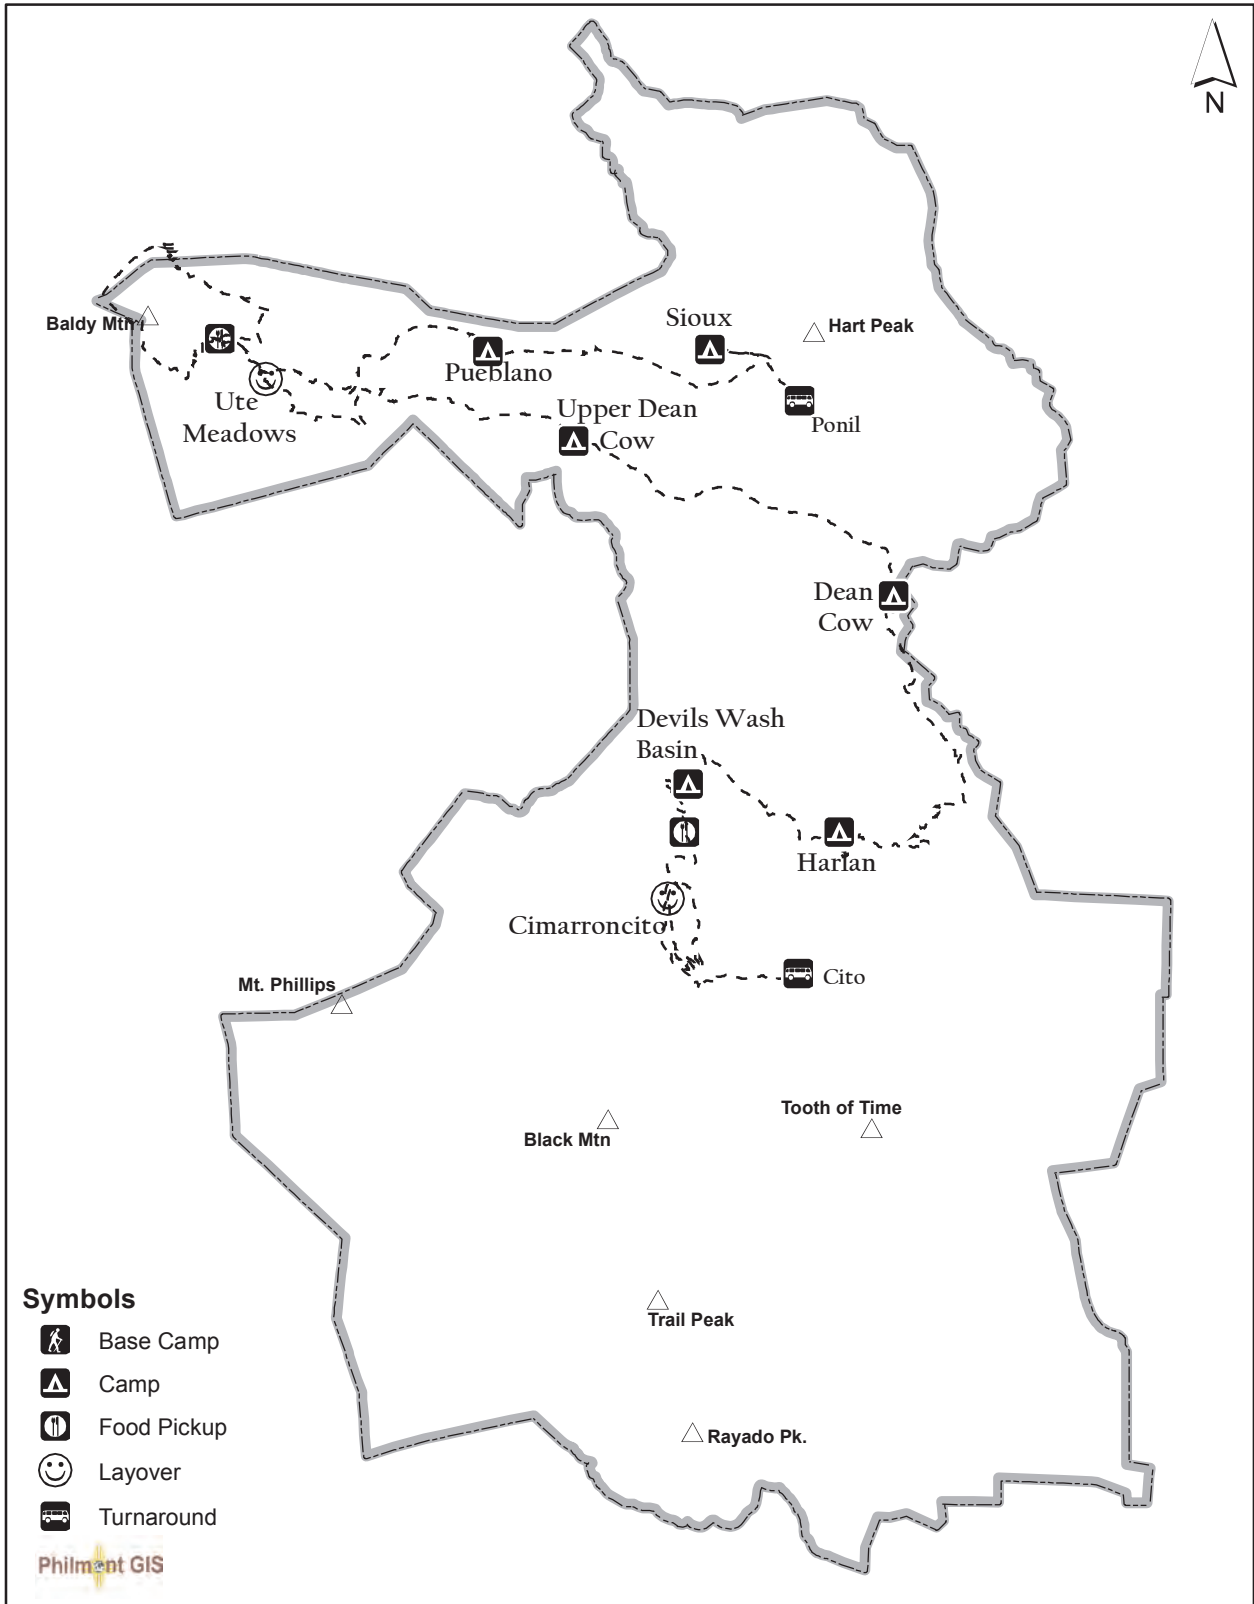 N
Sioux
Hart Peak
Baldy Mtn
Pueblano
Ute
Meadows
Upper Dean
Cow
Ponil
Dean
Cow
Devils Wash
Basin
Harlan
Cimarroncito
Cito
Mt. Phillips
Tooth of Time
Black Mtn
Trail Peak
Rayado Pk.
Symbols
Base Camp
Camp
Food Pickup
Layover
Turnaround
Philmont GIS